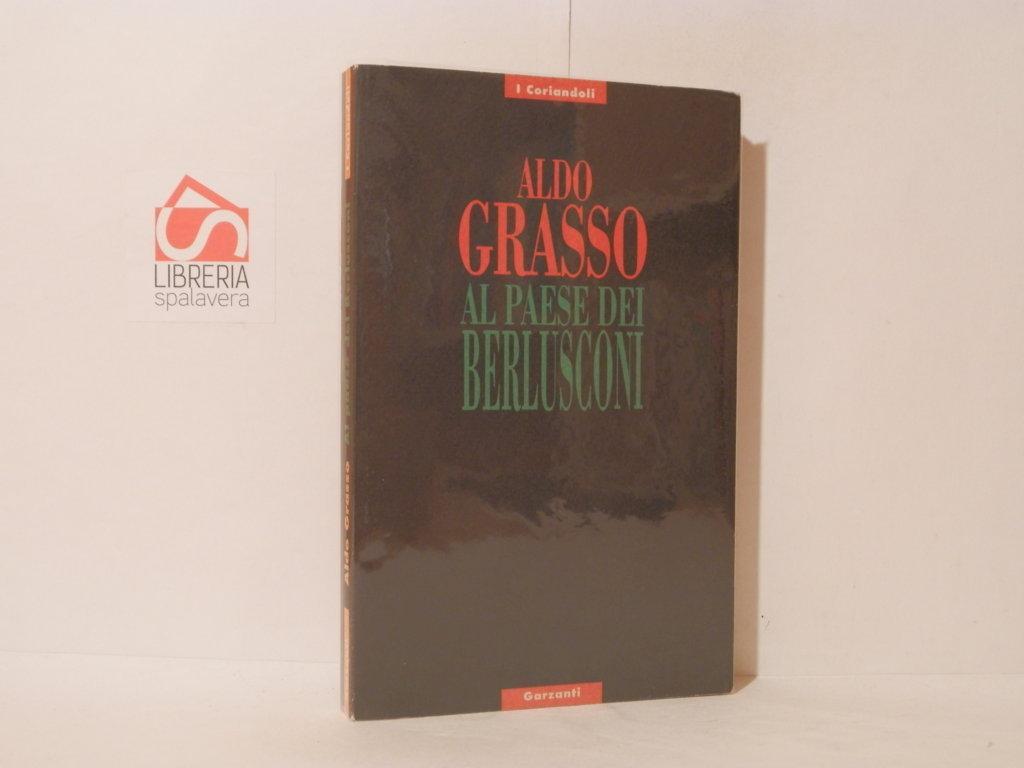 I Coriandoli
ALDO
GRASSO
AL PAESE DEI
BERLUSCONI
Garzanti
Aldo Grasso
S
LIBRERIA
spalavera